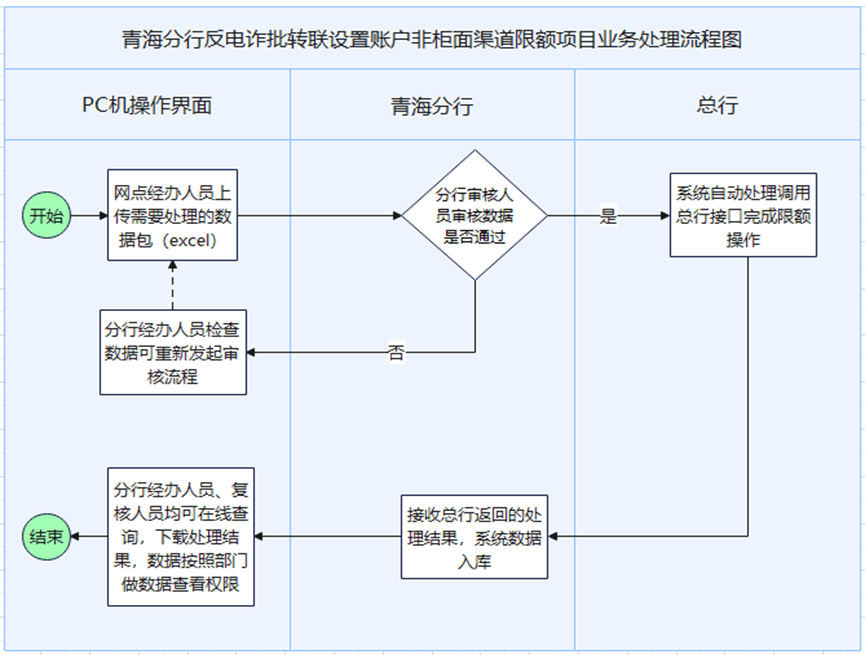 青海分行反电诈批转联设置账户非柜面渠道限额项目业务处理流程图
PC机操作界面
青海分行
总行
开始
网点经办人员上
传需要处理的数
据包（excel）
分行审核人
员审核数据
是否通过
是
系统自动处理调用
总行接口完成限额
操作
否
分行经办人员检查
数据可重新发起审
核流程
结束
分行经办人员、复
核人员均可在线查
询，下载处理结
果，数据按照部门
做数据查看权限
接收总行返回的处
理结果，系统数据
入库